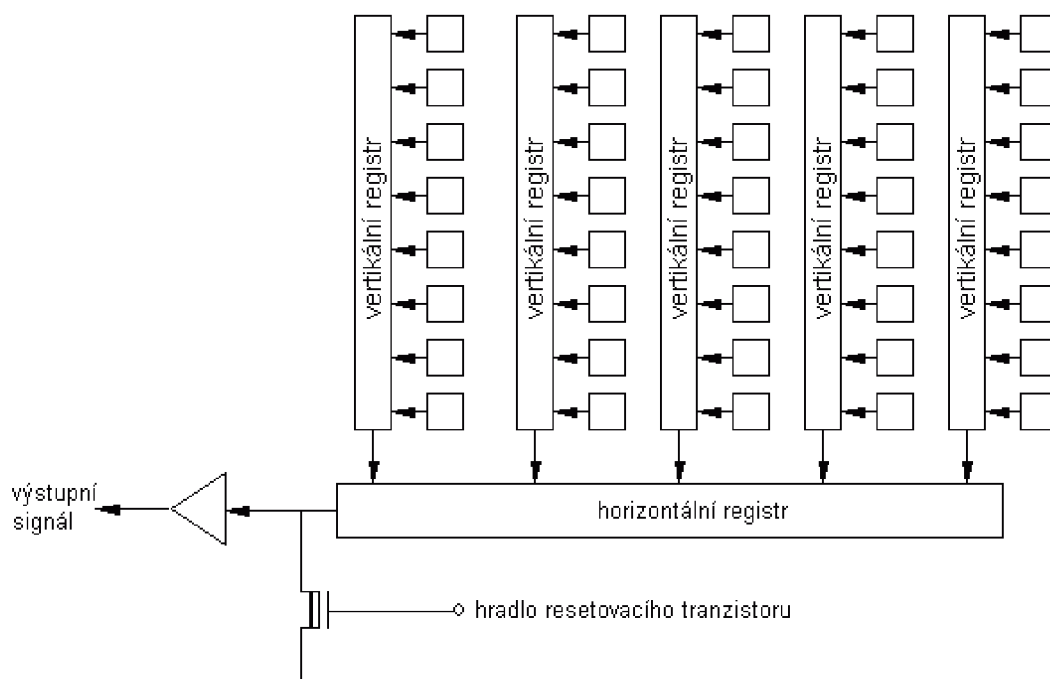 vertikální registr
vertikální registr
vertikální registr
vertikální registr
vertikální registr
výstupní
signál
horizontální registr
hradlo resetovacího tranzistoru